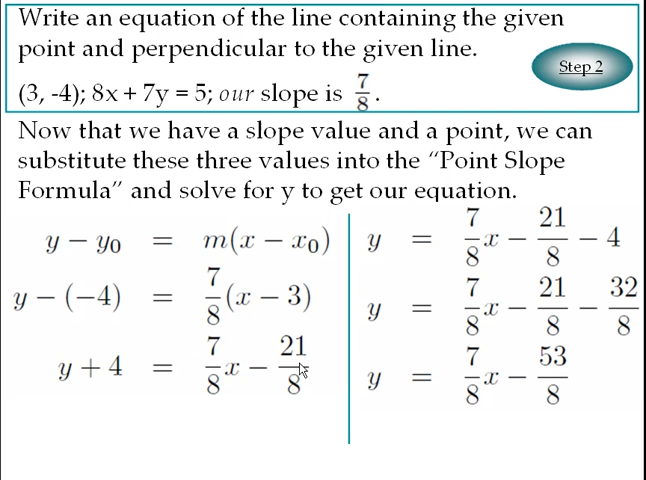 Write an equation of the line containing the given
point and perpendicular to the given line.
Step 2
(3, -4); 8x + 7y = 5; our slope is 7/8.
Now that we have a slope value and a point, we can
substitute these three values into the “Point Slope
Formula” and solve for y to get our equation.
y − y₀ = m(x − x₀)
y − (−4) = 7/8(x − 3)
y + 4 = 7/8x − 21/8
y = 7/8x − 21/8 − 4
y = 7/8x − 21/8 − 32/8
y = 7/8x − 53/8